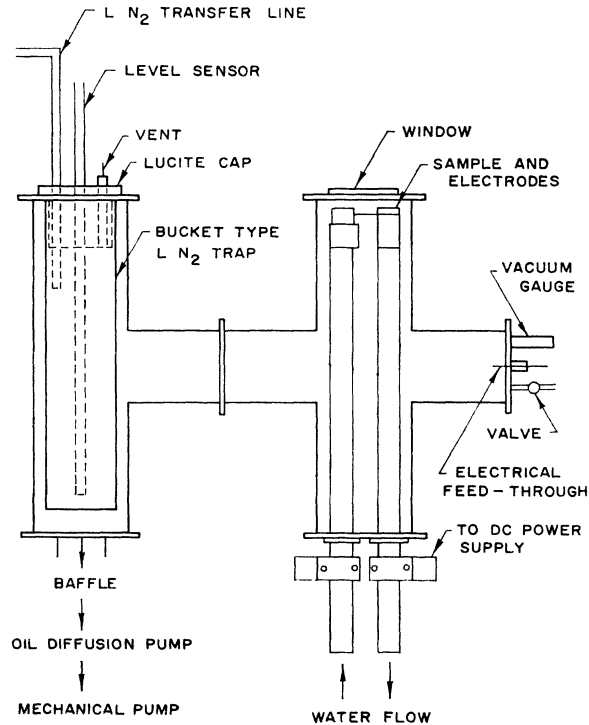 L N2 TRANSFER LINE
LEVEL SENSOR
VENT
LUCITE CAP
BUCKET TYPE
L N2 TRAP
WINDOW
SAMPLE AND
ELECTRODES
VACUUM
GAUGE
VALVE
ELECTRICAL
FEED-THROUGH
TO DC POWER
SUPPLY
BAFFLE
OIL DIFFUSION PUMP
MECHANICAL PUMP
WATER FLOW